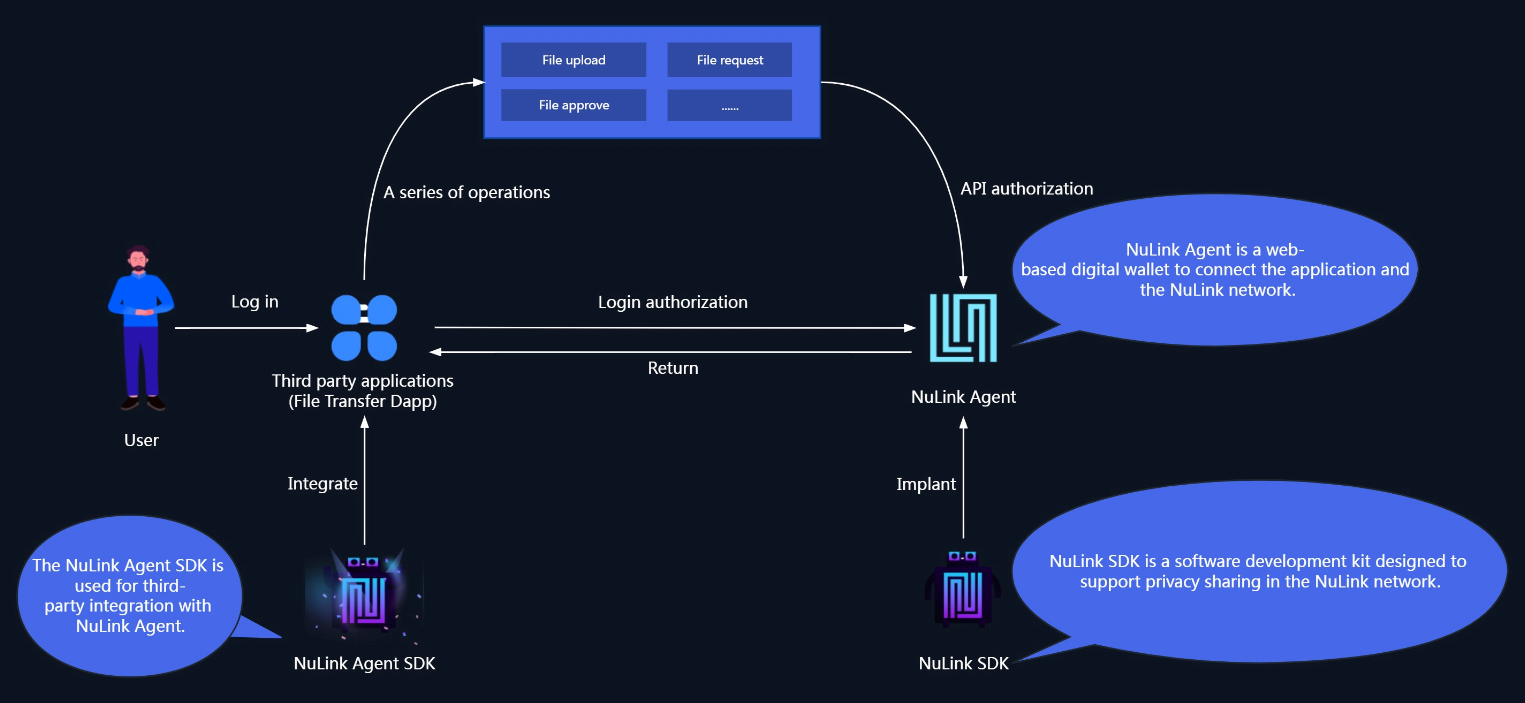 File upload
File request
File approve
......
A series of operations
API authorization
NuLink Agent is a web-
based digital wallet to connect the application and
the NuLink network.
Log in
Login authorization
Return
Third party applications
(File Transfer Dapp)
NuLink Agent
User
Integrate
Implant
The NuLink Agent SDK is
used for third-
party integration with
NuLink Agent.
NuLink SDK is a software development kit designed to
support privacy sharing in the NuLink network.
NuLink Agent SDK
NuLink SDK